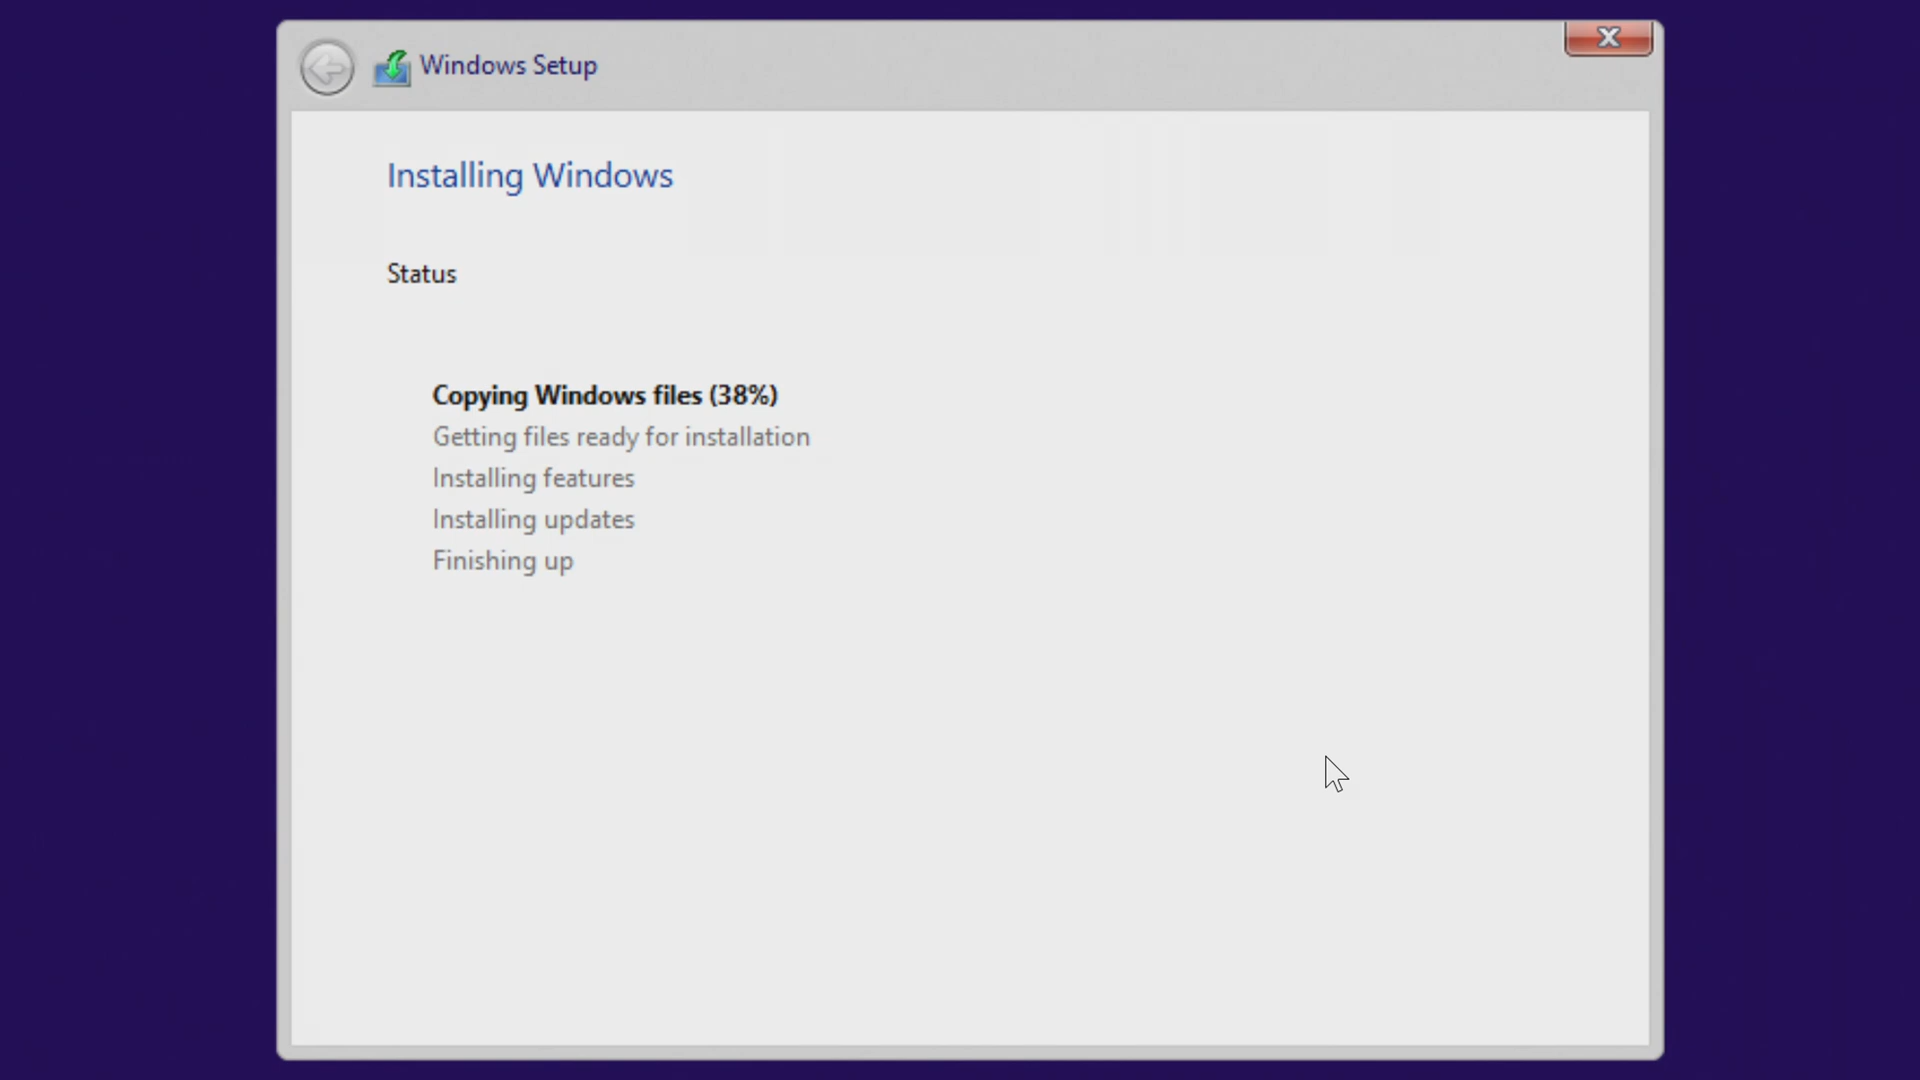 Windows Setup
Installing Windows
Status
Copying Windows files (38%)
Getting files ready for installation
Installing features
Installing updates
Finishing up